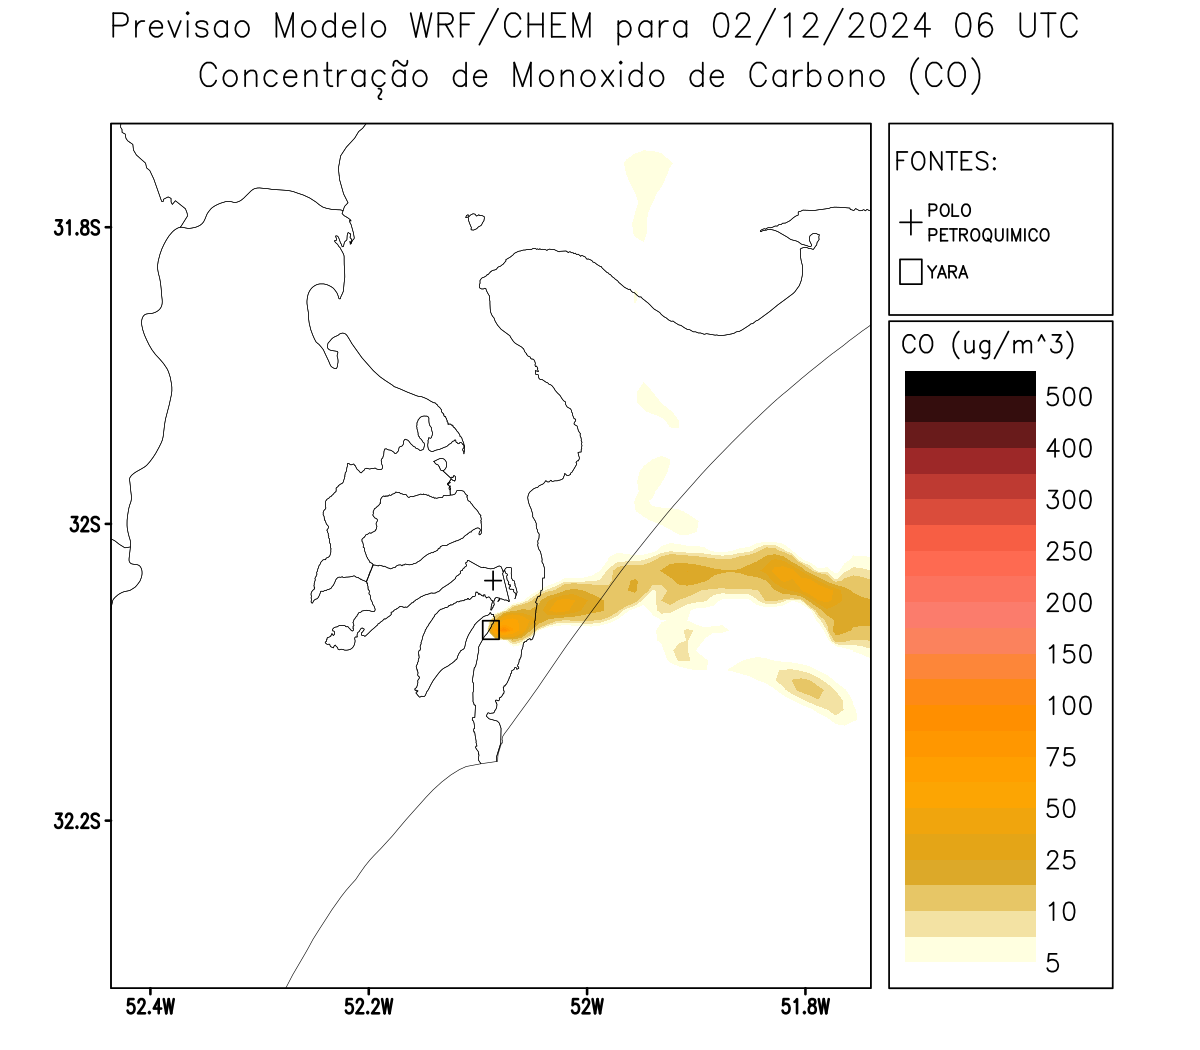 Previsao Modelo WRF/CHEM para 02/12/2024 06 UTC
Concentração de Monoxido de Carbono (CO)
FONTES:
POLO
PETROQUIMICO
YARA
CO (ug/m^3)
500
400
300
250
200
150
100
75
50
25
10
5
31.8S
32S
32.2S
52.4W
52.2W
52W
51.8W